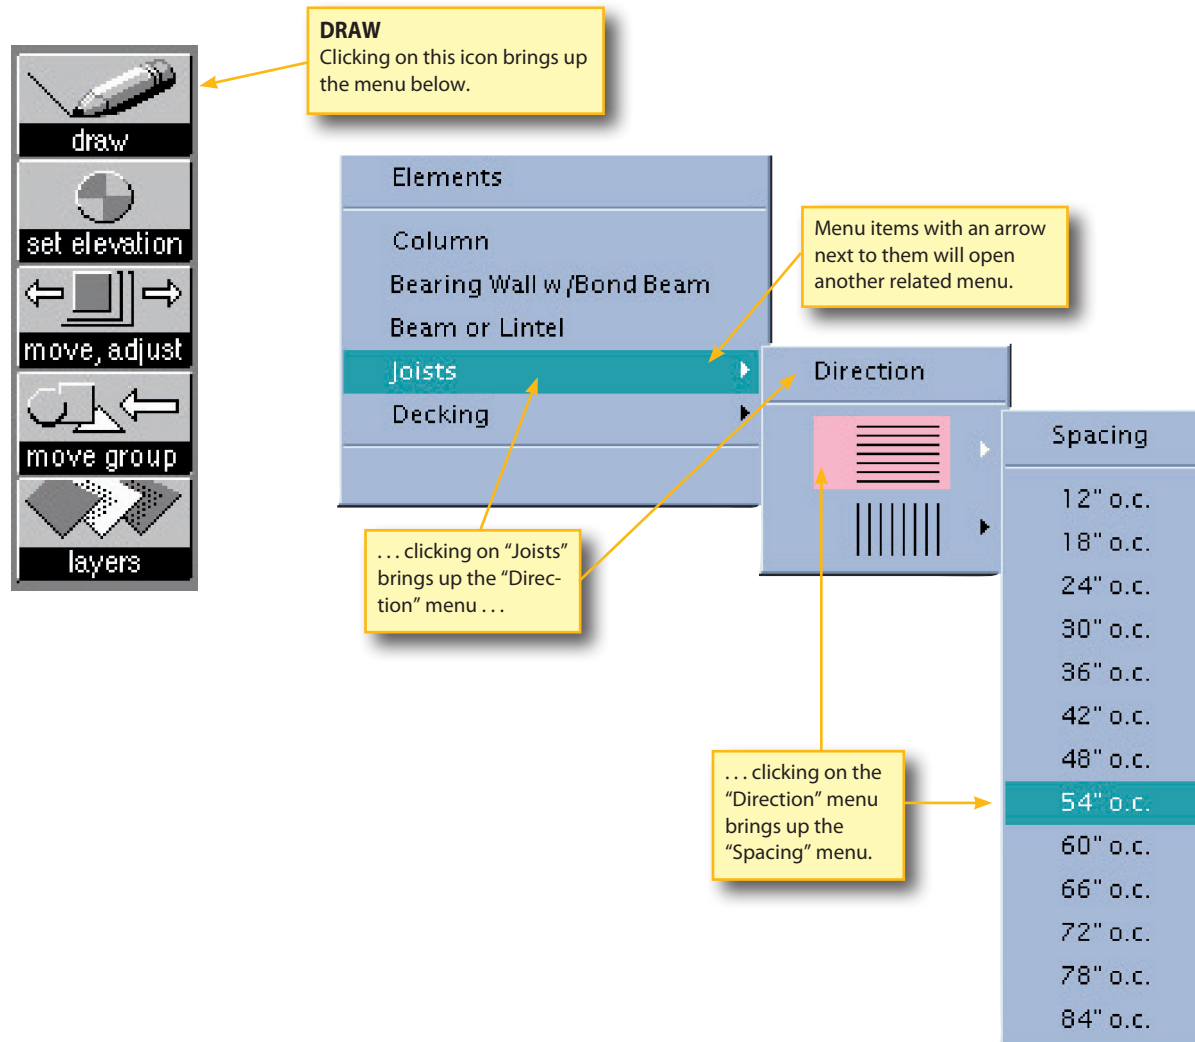 DRAW
Clicking on this icon brings up
the menu below.
draw
set elevation
move, adjust
move group
layers
Elements
Column
Bearing Wall w/Bond Beam
Beam or Lintel
Joists
Decking
Menu items with an arrow
next to them will open
another related menu.
Direction
. . . clicking on “Joists”
brings up the “Direc-
tion” menu . . .
Spacing
12" o.c.
18" o.c.
24" o.c.
30" o.c.
36" o.c.
42" o.c.
48" o.c.
54" o.c.
60" o.c.
66" o.c.
72" o.c.
78" o.c.
84" o.c.
. . . clicking on the
“Direction” menu
brings up the
“Spacing” menu.